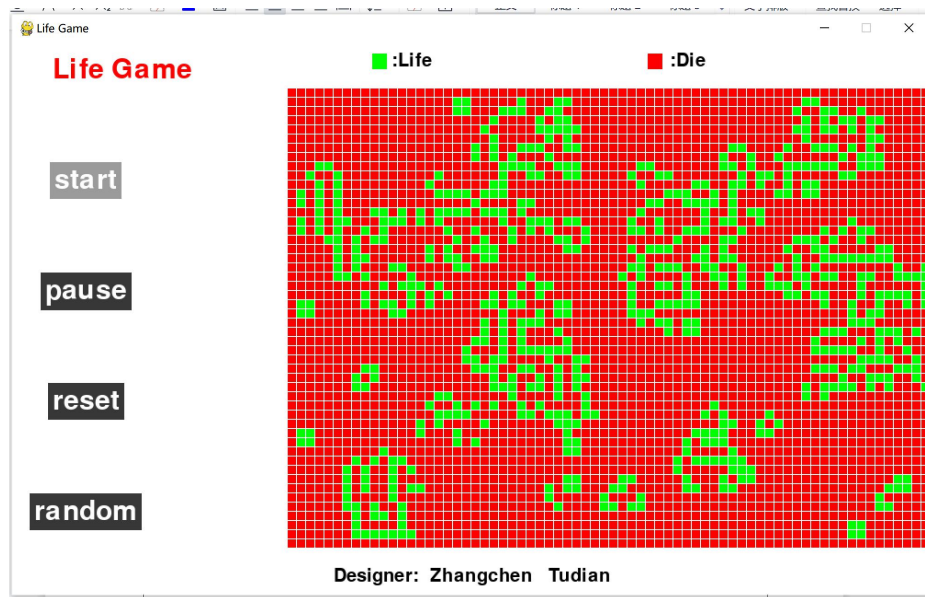 Life Game
Life Game
:Life
:Die
start
pause
reset
random
Designer: Zhangchen Tudian